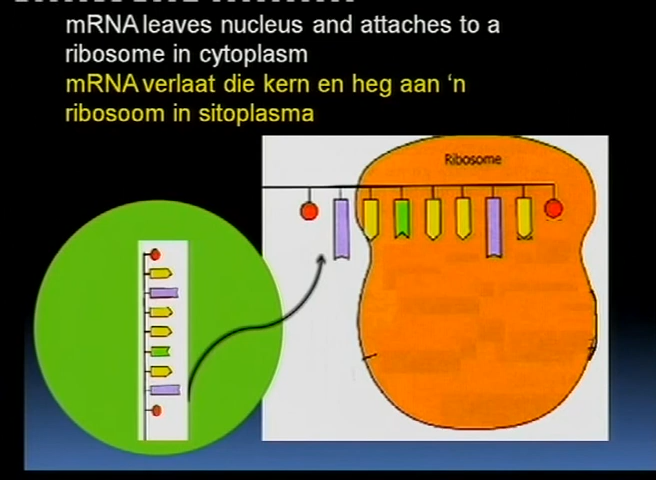 mRNA leaves nucleus and attaches to a
ribosome in cytoplasm
mRNA verlaat die kern en heg aan ‘n
ribosoom in sitoplasma
Ribosome